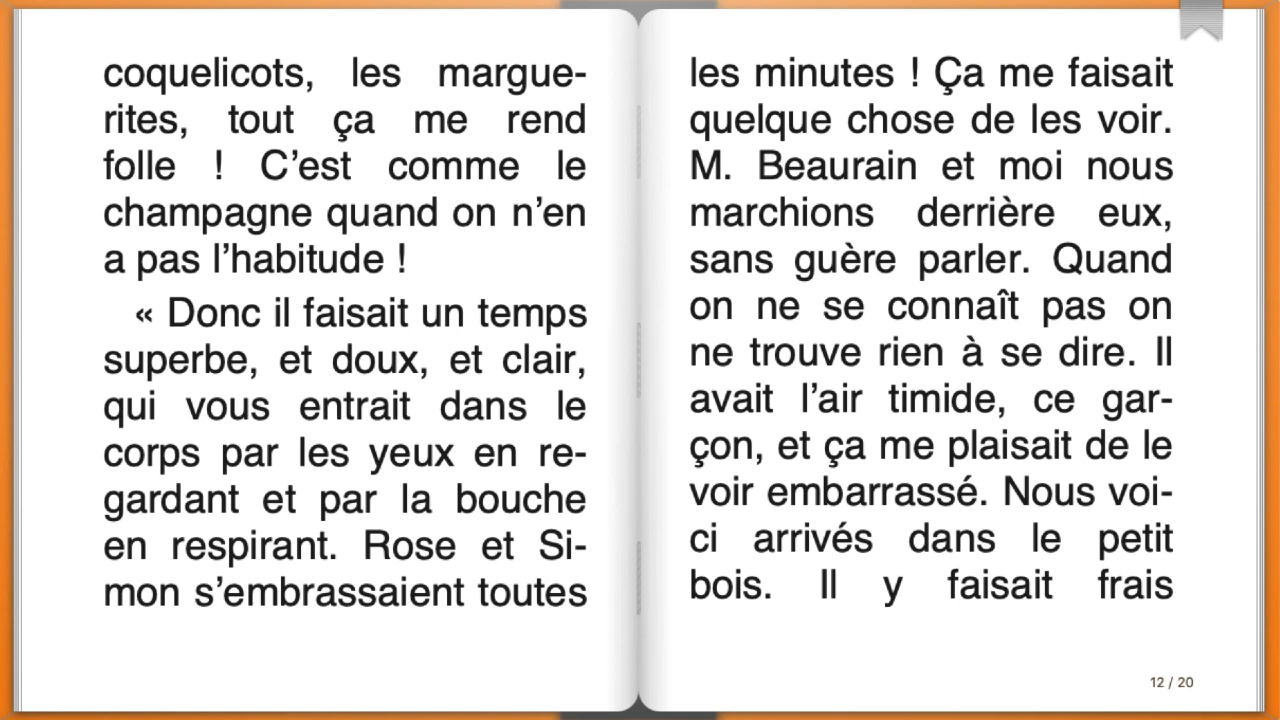 coquelicots, les margue-
rites, tout ça me rend
folle ! C’est comme le
champagne quand on n’en
a pas l’habitude !
« Donc il faisait un temps
superbe, et doux, et clair,
qui vous entrait dans le
corps par les yeux en re-
gardant et par la bouche
en respirant. Rose et Si-
mon s’embrassaient toutes
les minutes ! Ça me faisait
quelque chose de les voir.
M. Beaurain et moi nous
marchions derrière eux,
sans guère parler. Quand
on ne se connaît pas on
ne trouve rien à se dire. Il
avait l’air timide, ce gar-
çon, et ça me plaisait de le
voir embarrassé. Nous voi-
ci arrivés dans le petit
bois. Il y faisait frais
12 / 20